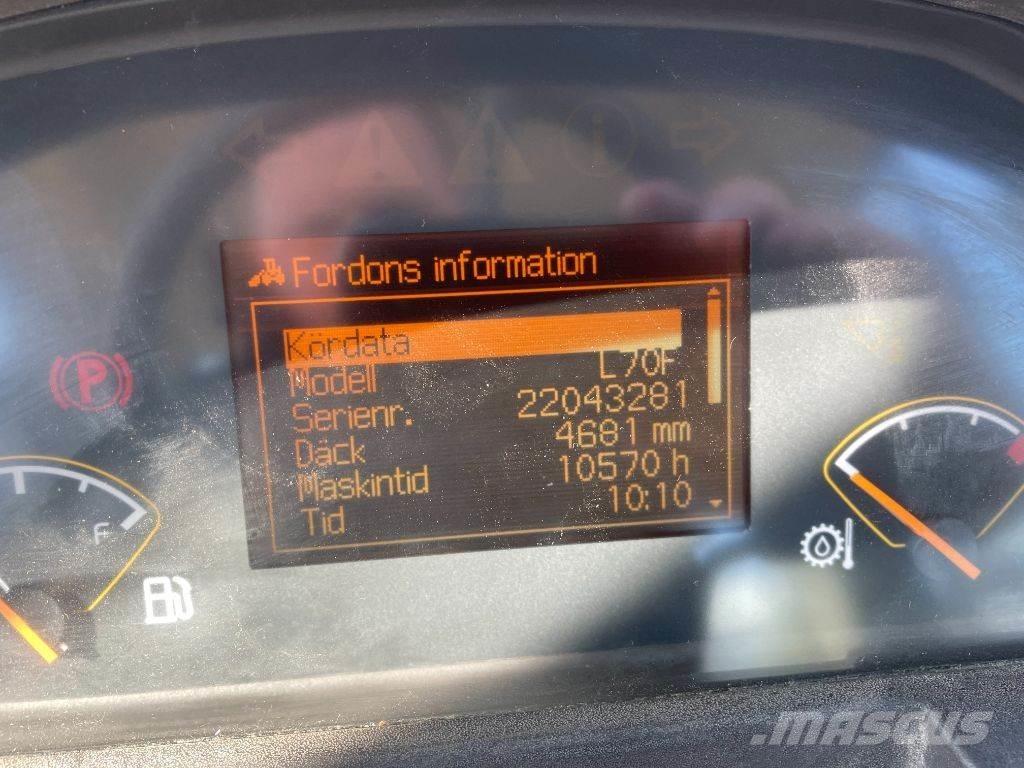 Fordons information
Kördata
Modell L70F
Serienr. 22043281
Däck 4681 mm
Maskintid 10570 h
Tid 10:10
P
F
MASCUS